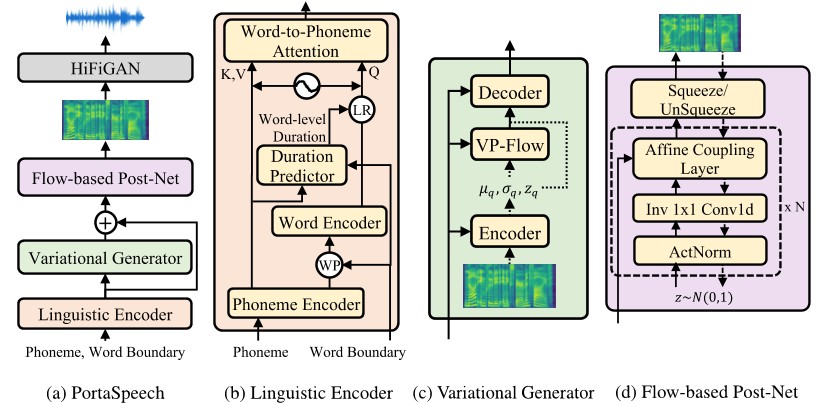 HiFiGAN
Flow-based Post-Net
+
Variational Generator
Linguistic Encoder
Phoneme, Word Boundary
(a) PortaSpeech
Word-to-Phoneme
Attention
K,V
Q
LR
Word-level
Duration
Duration
Predictor
Word Encoder
WP
Phoneme Encoder
Phoneme
Word Boundary
(b) Linguistic Encoder
Decoder
VP-Flow
μq, σq, zq
Encoder
(c) Variational Generator
Squeeze/
UnSqueeze
Affine Coupling
Layer
Inv 1x1 Conv1d
x N
ActNorm
z~N(0,1)
(d) Flow-based Post-Net